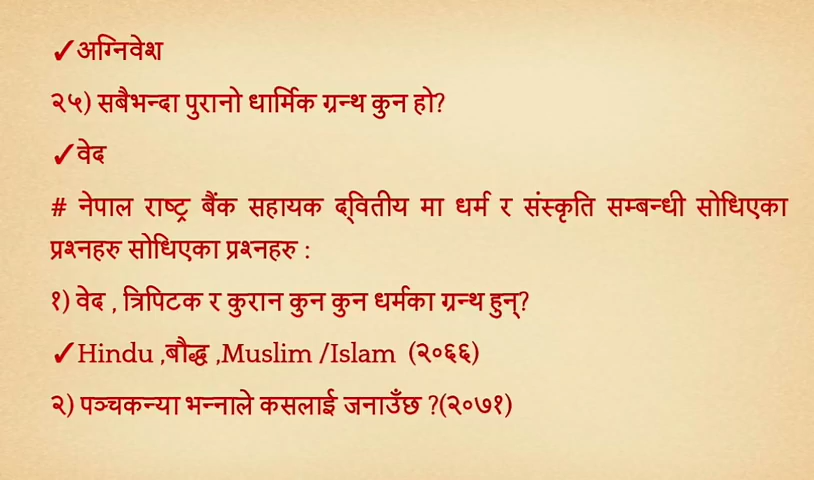 ✓अग्निवेश
२५) सबैभन्दा पुरानो धार्मिक ग्रन्थ कुन हो?
✓वेद
# नेपाल राष्ट्र बैंक सहायक द्वितीय मा धर्म र संस्कृति सम्बन्धी सोधिएका
प्रश्नहरु सोधिएका प्रश्नहरु :
१) वेद , त्रिपिटक र कुरान कुन कुन धर्मका ग्रन्थ हुन्?
✓Hindu ,बौद्ध ,Muslim /Islam (२०६६)
२) पञ्चकन्या भन्नाले कसलाई जनाउँछ ?(२०७१)